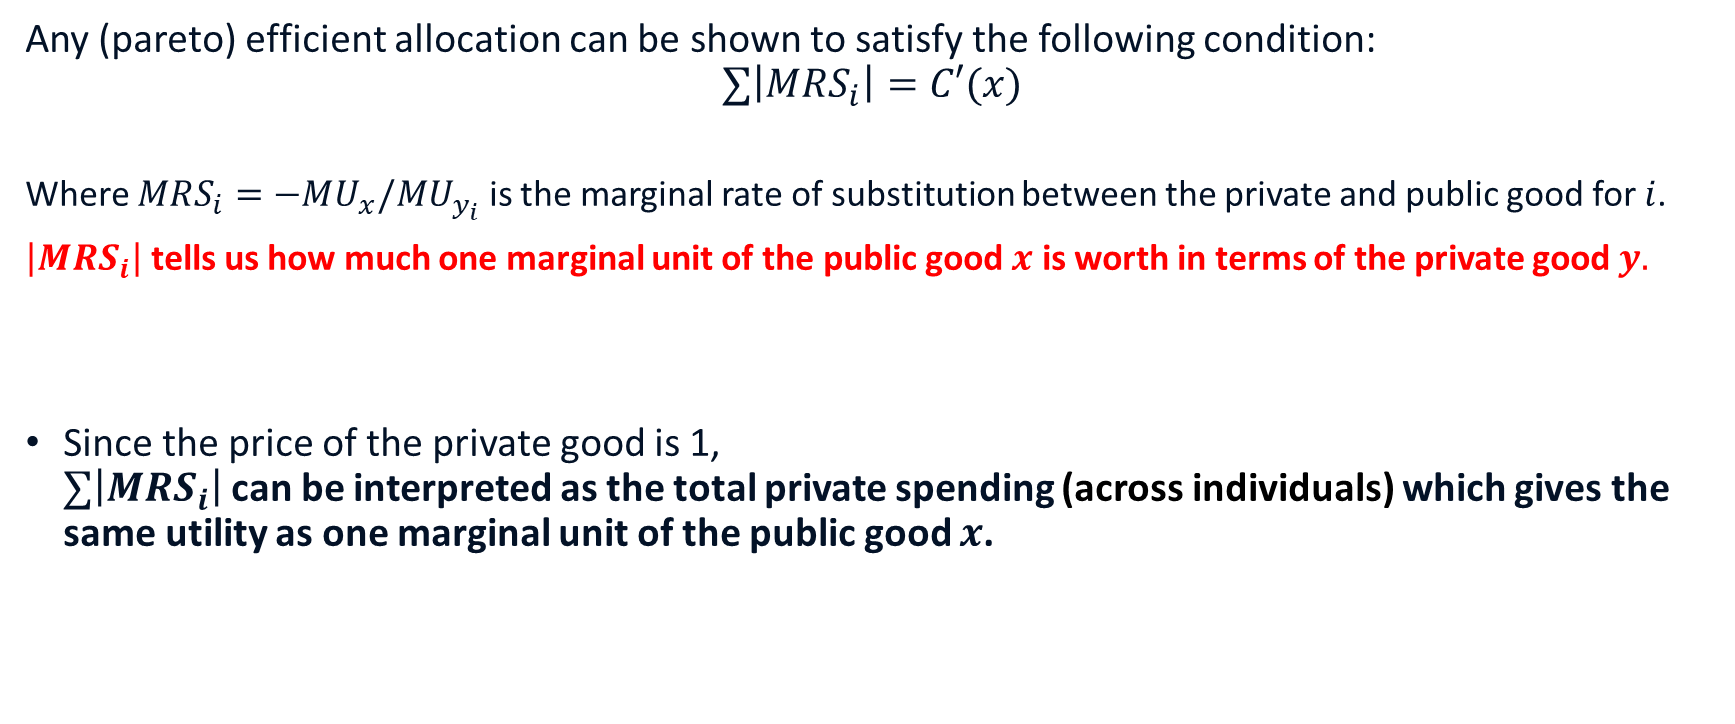 Any (pareto) efficient allocation can be shown to satisfy the following condition:
∑|MRSᵢ| = C′(x)
Where MRSᵢ = −MUₓ/MU_{yᵢ} is the marginal rate of substitution between the private and public good for i.
|MRSᵢ| tells us how much one marginal unit of the public good x is worth in terms of the private good y.
• Since the price of the private good is 1,
∑|MRSᵢ| can be interpreted as the total private spending (across individuals) which gives the
same utility as one marginal unit of the public good x.